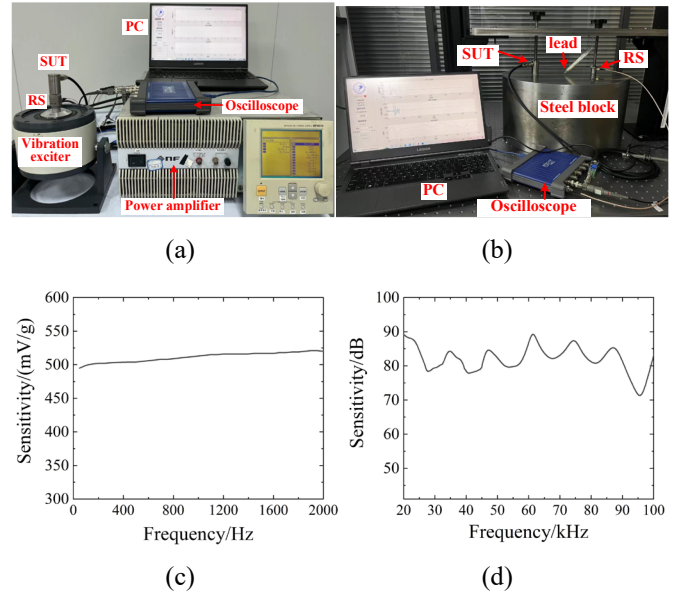 PC
SUT
RS
Oscilloscope
Vibration
exciter
Power amplifier
(a)
lead
SUT
RS
Steel block
PC
Oscilloscope
(b)
600
550
500
450
400
350
300
Sensitivity/(mV/g)
0 400 800 1200 1600 2000
Frequency/Hz
(c)
100
90
80
70
60
50
Sensitivity/dB
20 30 40 50 60 70 80 90 100
Frequency/kHz
(d)